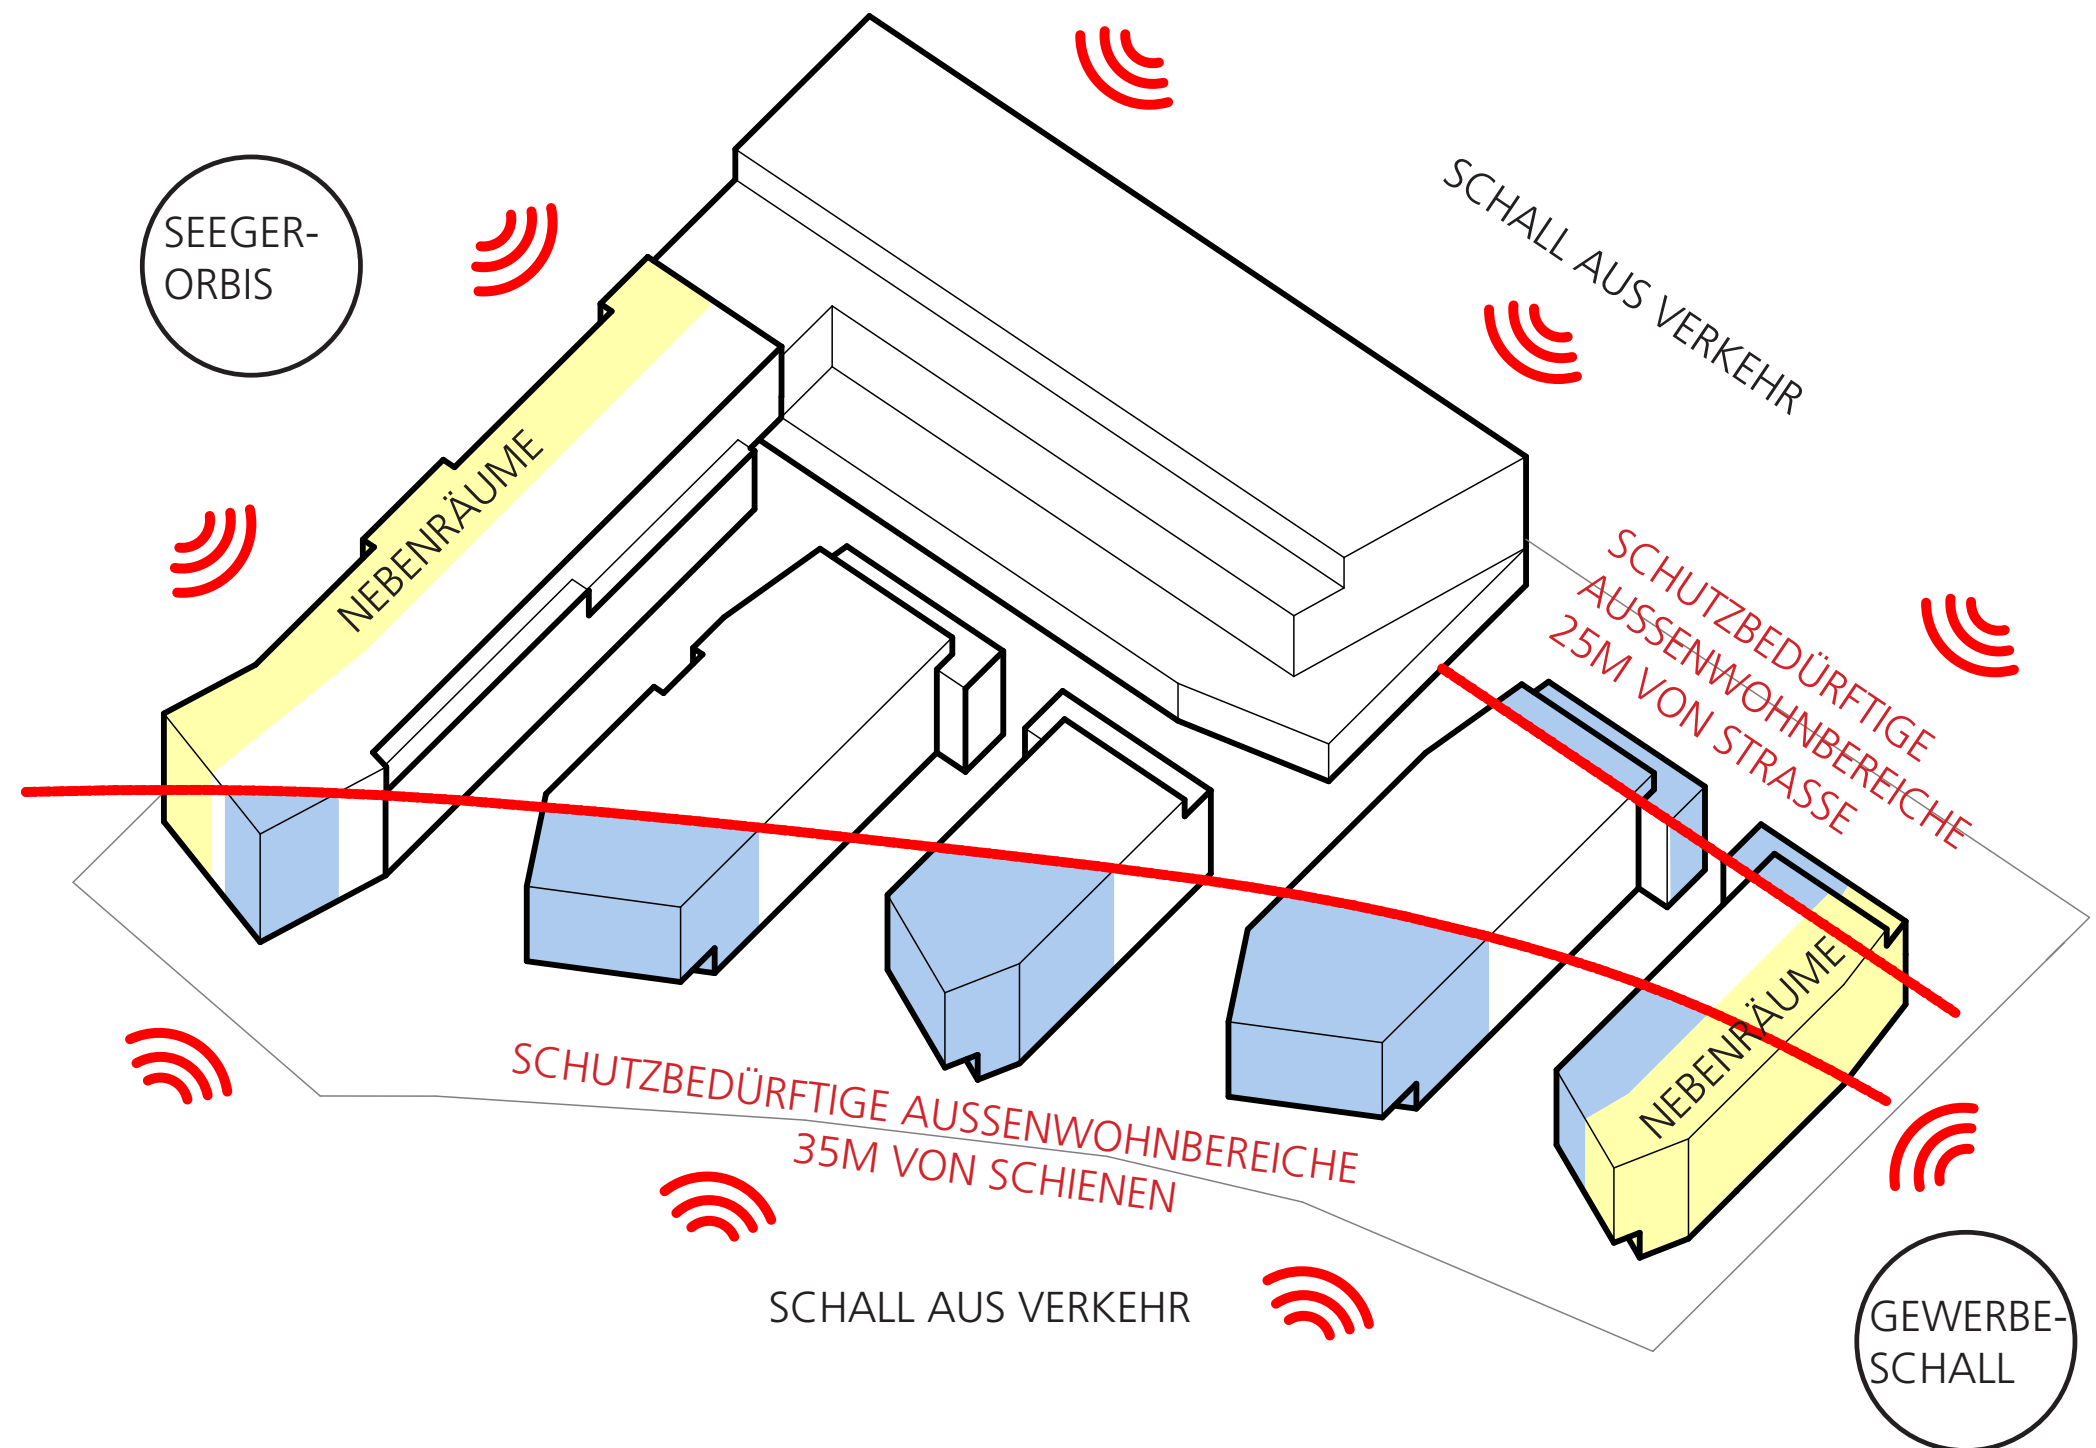 SEEGER-
ORBIS
SCHALL AUS VERKEHR
NEBENRÄUME
SCHUTZBEDÜRFTIGE
AUSSENWOHNBEREICHE
25M VON STRASSE
NEBENRÄUME
SCHUTZBEDÜRFTIGE AUSSENWOHNBEREICHE
35M VON SCHIENEN
SCHALL AUS VERKEHR
GEWERBE-
SCHALL